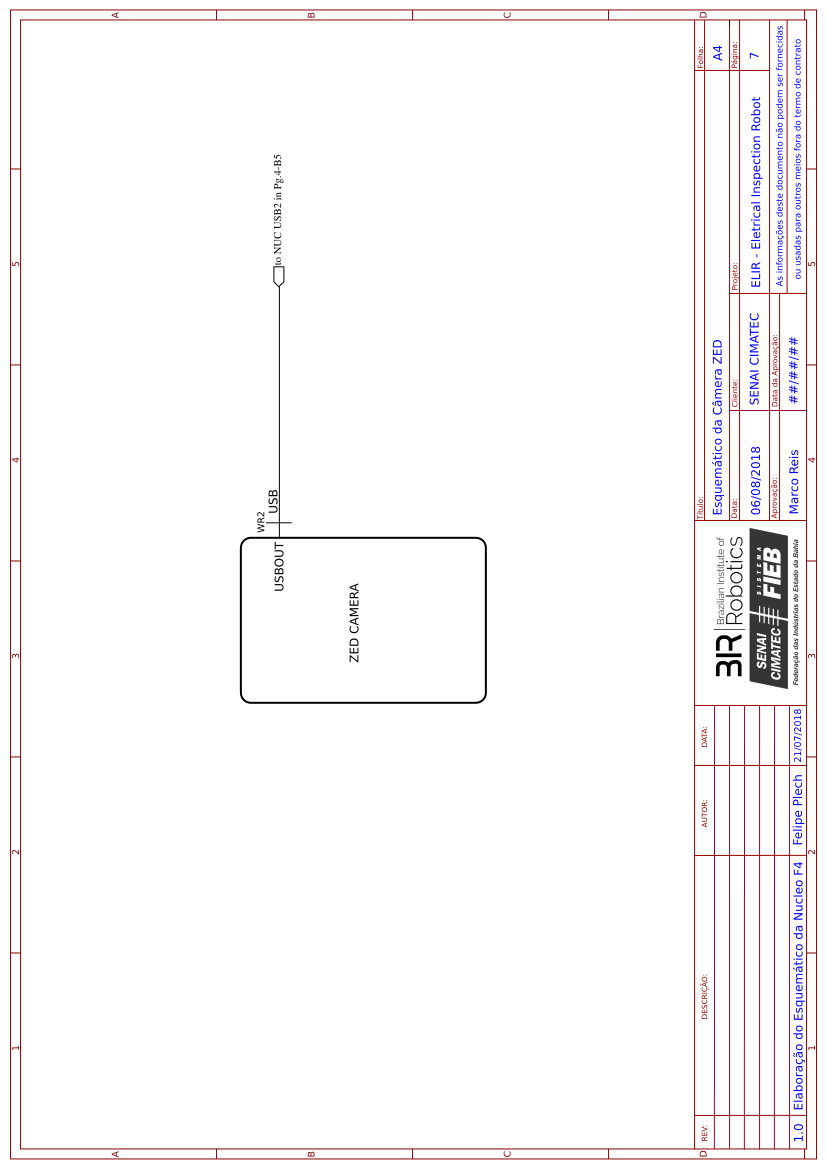 1
2
3
4
5
A
B
C
D
to NUC USB2 in Pg.4-B5
WR2
USB
USBOUT
ZED CAMERA
REV:
DESCRIÇÃO:
AUTOR:
DATA:
1.0
Elaboração do Esquemático da Nucleo F4
Felipe Plech
21/07/2018
BIR
Brazilian Institute of
Robotics
SENAI
CIMATEC
SISTEMA
FIEB
Federação das Indústrias do Estado da Bahia
Título:
Esquemático da Câmera ZED
Folha:
A4
Data:
06/08/2018
Cliente:
SENAI CIMATEC
Projeto:
ELIR - Eletrical Inspection Robot
Página:
7
Aprovação:
Marco Reis
Data da Aprovação:
##/##/##
As informações deste documento não podem ser fornecidas
ou usadas para outros meios fora do termo de contrato
1
2
3
4
5
A
B
C
D